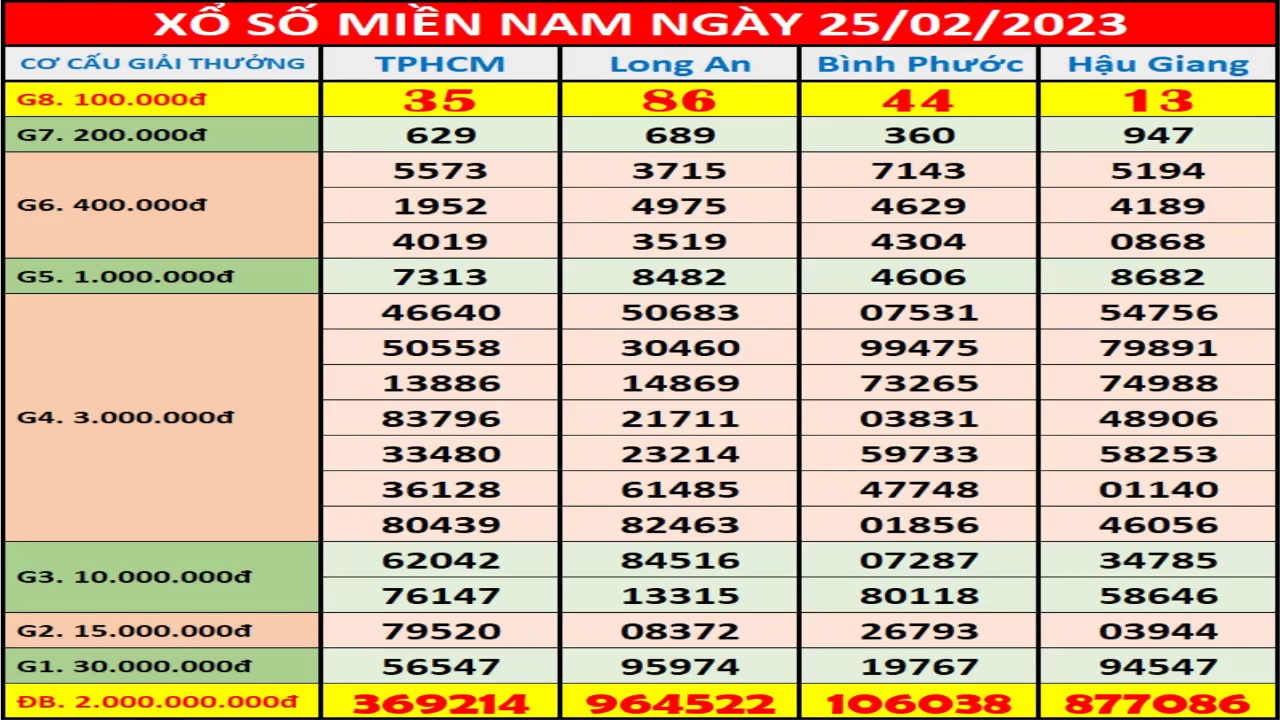 XỔ SỐ MIỀN NAM NGÀY 25/02/2023
CƠ CẤU GIẢI THƯỞNG TPHCM Long An Bình Phước Hậu Giang
G8. 100.000đ 35 86 44 13
G7. 200.000đ 629 689 360 947
5573 3715 7143 5194
G6. 400.000đ 1952 4975 4629 4189
4019 3519 4304 0868
G5. 1.000.000đ 7313 8482 4606 8682
46640 50683 07531 54756
50558 30460 99475 79891
13886 14869 73265 74988
G4. 3.000.000đ 83796 21711 03831 48906
33480 23214 59733 58253
36128 61485 47748 01140
80439 82463 01856 46056
G3. 10.000.000đ 62042 84516 07287 34785
76147 13315 80118 58646
G2. 15.000.000đ 79520 08372 26793 03944
G1. 30.000.000đ 56547 95974 19767 94547
ĐB. 2.000.000.000đ 369214 964522 106038 877086